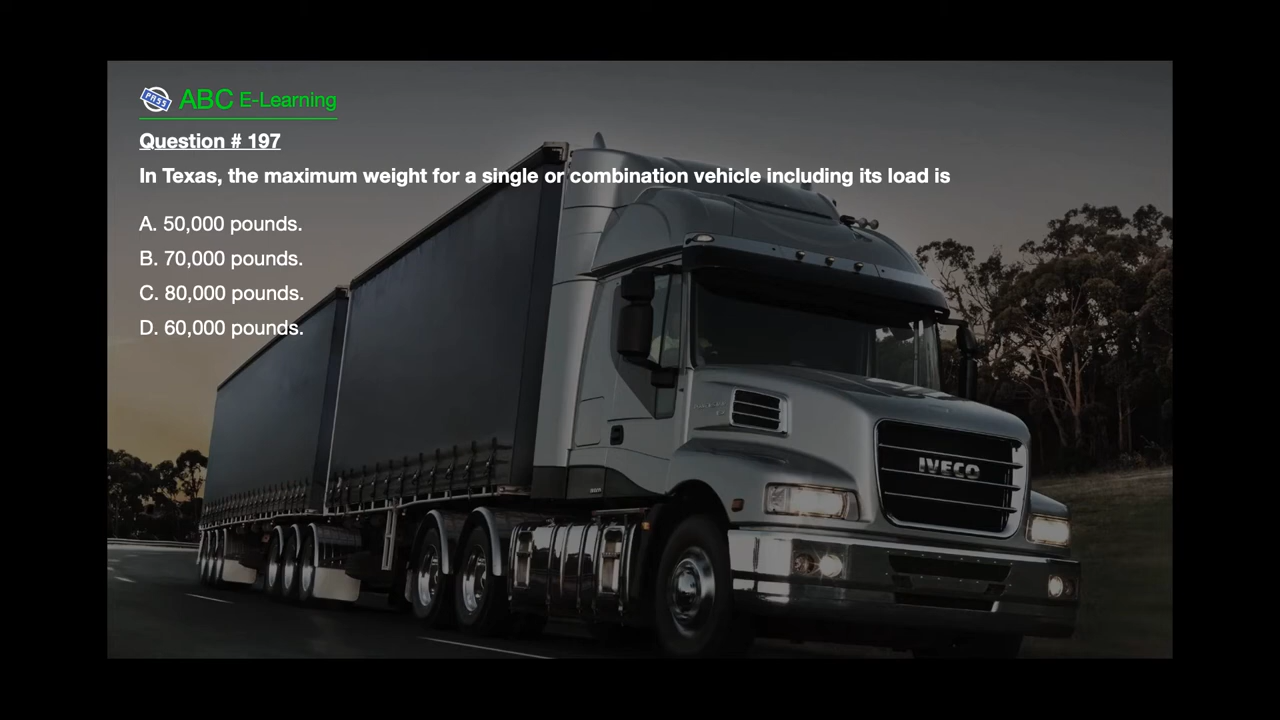 PASS ABC E-Learning
Question # 197
In Texas, the maximum weight for a single or combination vehicle including its load is
A. 50,000 pounds.
B. 70,000 pounds.
C. 80,000 pounds.
D. 60,000 pounds.
IVECO